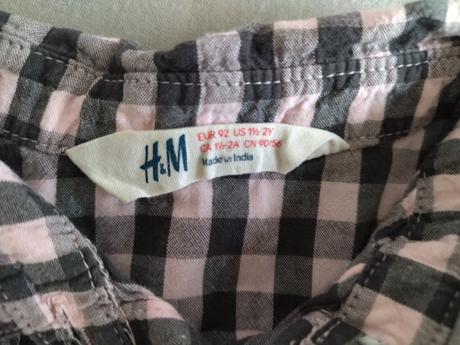 H&M
EUR 92 US 1½-2Y
CA 1½-2A CN 90/56
Made in India